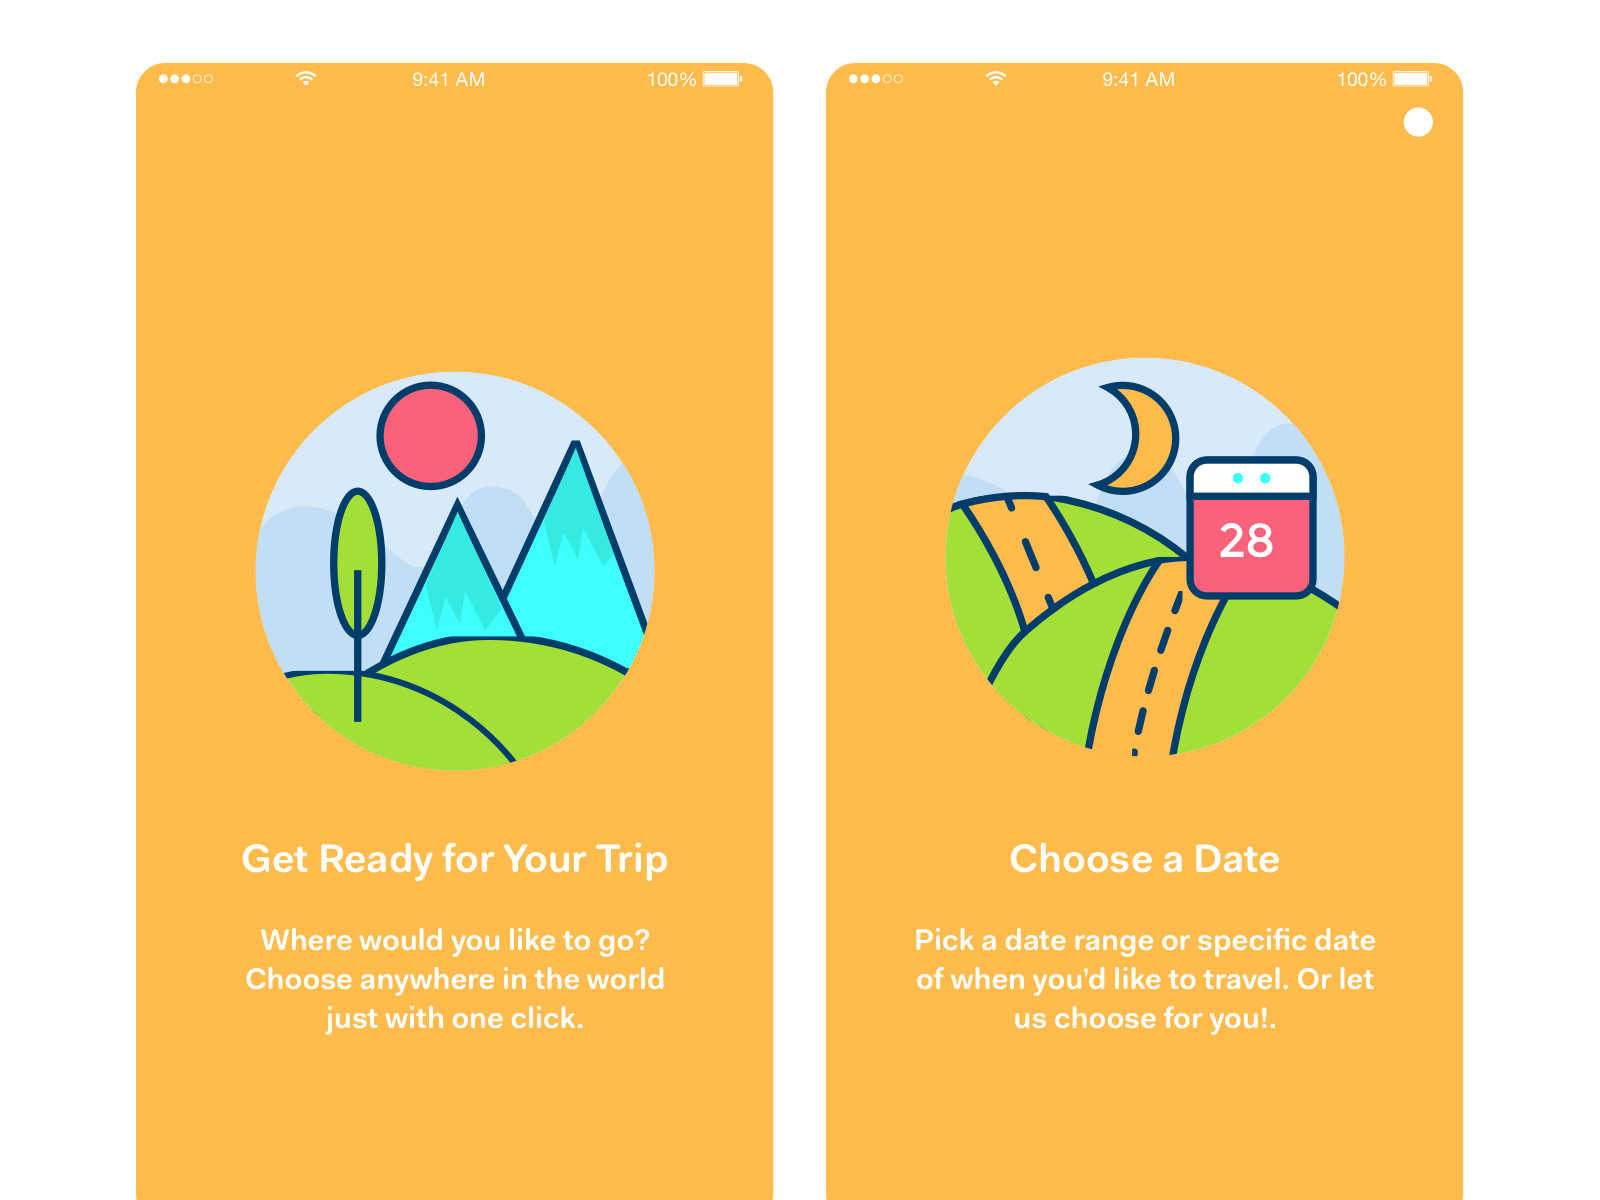 9:41 AM
100%
Get Ready for Your Trip
Where would you like to go?
Choose anywhere in the world
just with one click.
9:41 AM
100%
28
Choose a Date
Pick a date range or specific date
of when you'd like to travel. Or let
us choose for you!.